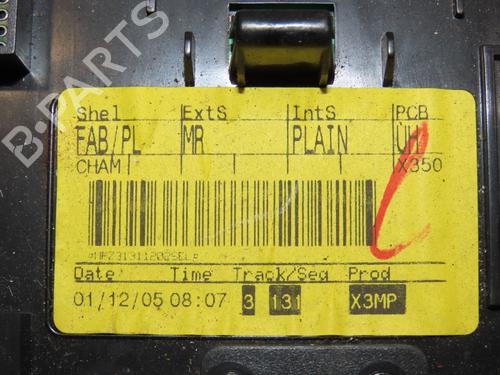 B-PARTS
Shel ExtS IntS PCB
FAB/PL MR PLAIN UH
CHAM X350
Date Time Track/Seq Prod
01/12/05 08:07 3 131 X3MP